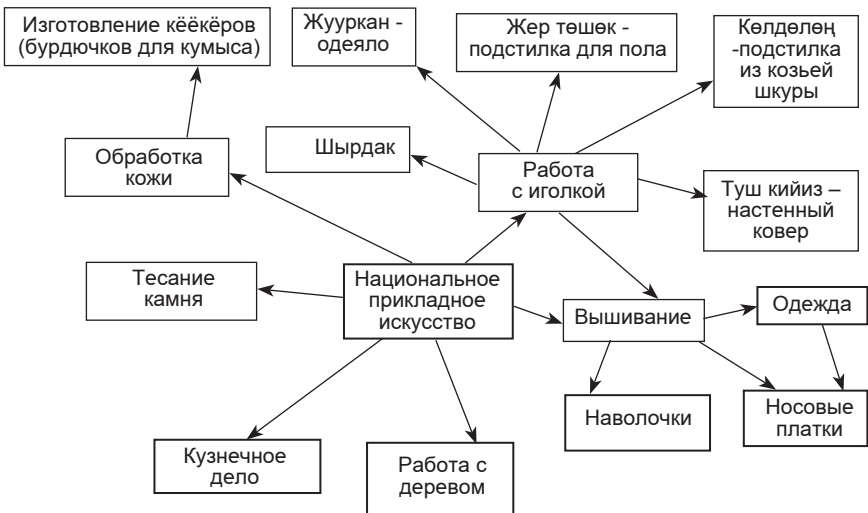 Изготовление кёёкёров
(бурдючков для кумыса)
Жууркан -
одеяло
Жер төшөк -
подстилка для пола
Көлдөлөң
-подстилка
из козьей
шкуры
Обработка
кожи
Шырдак
Работа
с иголкой
Туш кийиз –
настенный
ковер
Тесание
камня
Национальное
прикладное
искусство
Вышивание
Одежда
Наволочки
Носовые
платки
Кузнечное
дело
Работа с
деревом